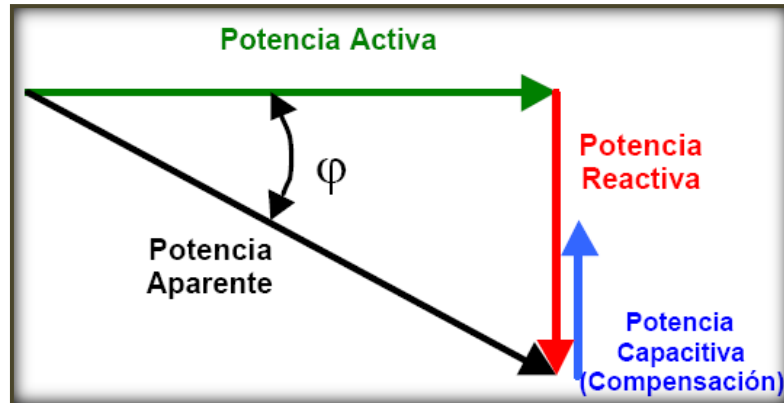 Potencia Activa
φ
Potencia
Reactiva
Potencia
Aparente
Potencia
Capacitiva
(Compensación)